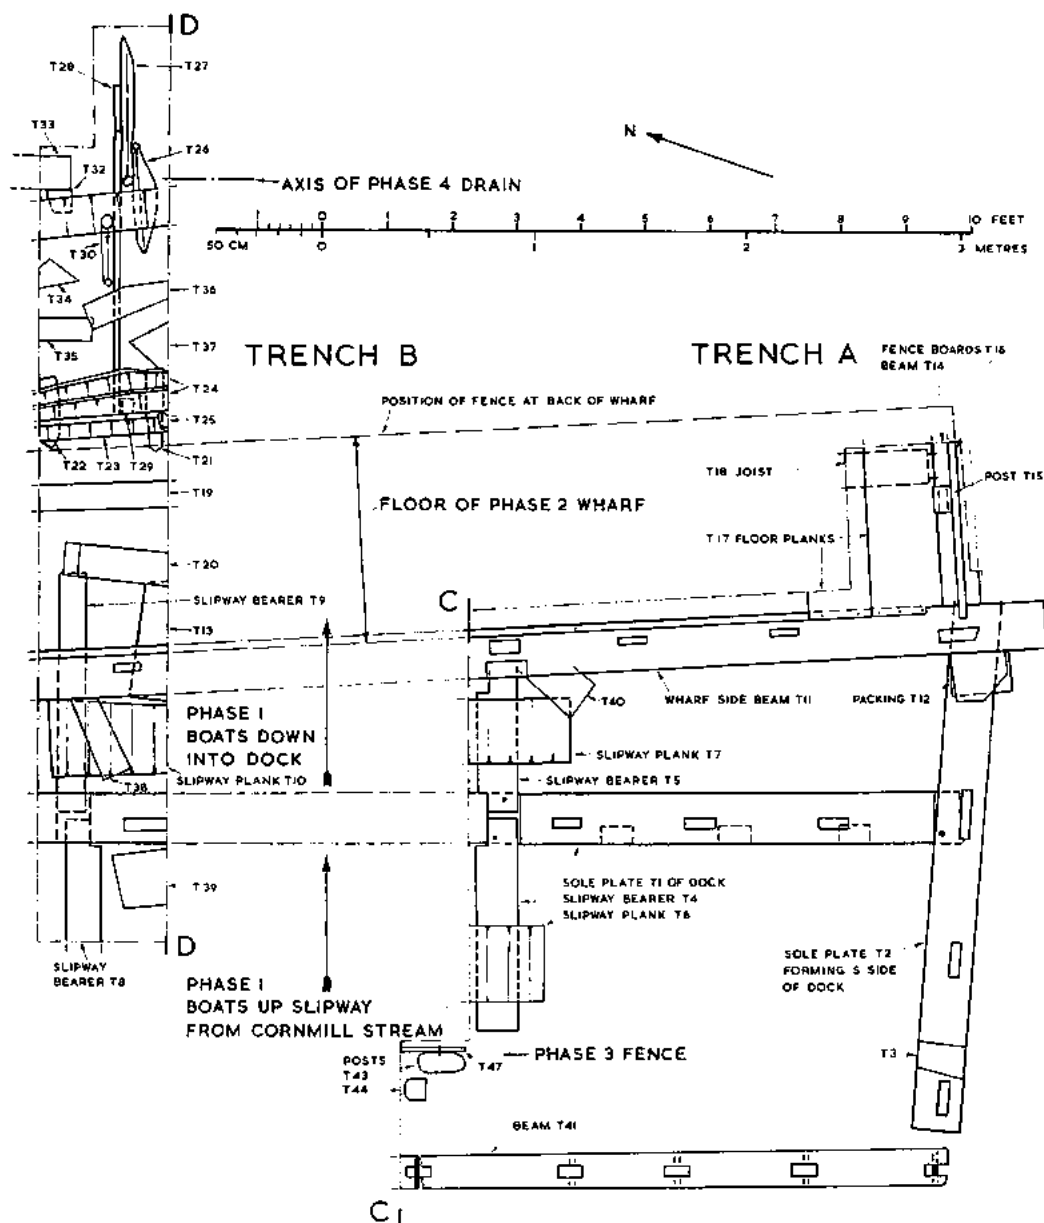 D
T28
T27
T33
T26
T32
N
AXIS OF PHASE 4 DRAIN
0 1 2 3 4 5 6 7 8 9 10 FEET
50 CM 0 1 2 3 METRES
T30
T34
T36
T35
T37
TRENCH B
TRENCH A
FENCE BOARDS T16
BEAM T14
T24
POSITION OF FENCE AT BACK OF WHARF
T25
T22 T23 T29 T21
T18 JOIST
POST T15
T19
FLOOR OF PHASE 2 WHARF
T17 FLOOR PLANKS
T20
SLIPWAY BEARER T9
C
T13
T40
WHARF SIDE BEAM T11
PACKING T12
PHASE 1
BOATS DOWN
INTO DOCK
SLIPWAY PLANK T7
SLIPWAY PLANK T10
T38
SLIPWAY BEARER T5
T39
SOLE PLATE T1 OF DOCK
SLIPWAY BEARER T4
SLIPWAY PLANK T6
D
SLIPWAY
BEARER T8
SOLE PLATE T2
FORMING S SIDE
OF DOCK
PHASE 1
BOATS UP SLIPWAY
FROM CORNMILL STREAM
T3
POSTS
T43
T44
T47
PHASE 3 FENCE
BEAM T41
C